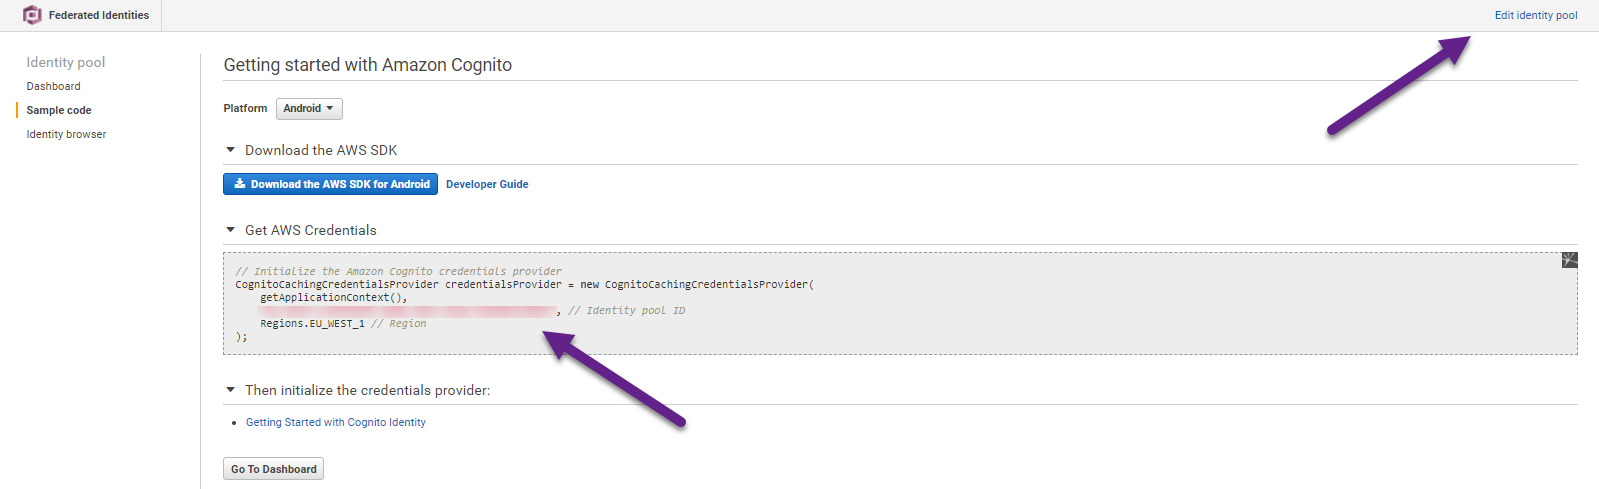 Federated Identities
Edit identity pool
Identity pool
Dashboard
Sample code
Identity browser
Getting started with Amazon Cognito
Platform Android
Download the AWS SDK
Download the AWS SDK for Android Developer Guide
Get AWS Credentials
// Initialize the Amazon Cognito credentials provider
CognitoCachingCredentialsProvider credentialsProvider = new CognitoCachingCredentialsProvider(
getApplicationContext(),
, // Identity pool ID
Regions.EU_WEST_1 // Region
);
Then initialize the credentials provider:
Getting Started with Cognito Identity
Go To Dashboard